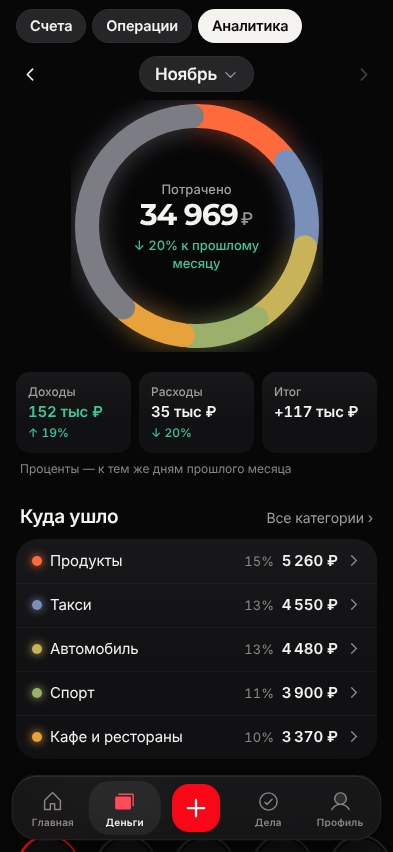 Счета Операции Аналитика
Ноябрь
Потрачено
34 969 ₽
↓ 20% к прошлому
месяцу
Доходы Расходы Итог
152 тыс ₽ 35 тыс ₽ +117 тыс ₽
↑ 19% ↓ 20%
Проценты — к тем же дням прошлого месяца
Куда ушло Все категории ›
Продукты 15% 5 260 ₽
Такси 13% 4 550 ₽
Автомобиль 13% 4 480 ₽
Спорт 11% 3 900 ₽
Кафе и рестораны 10% 3 370 ₽
Главная Деньги Дела Профиль